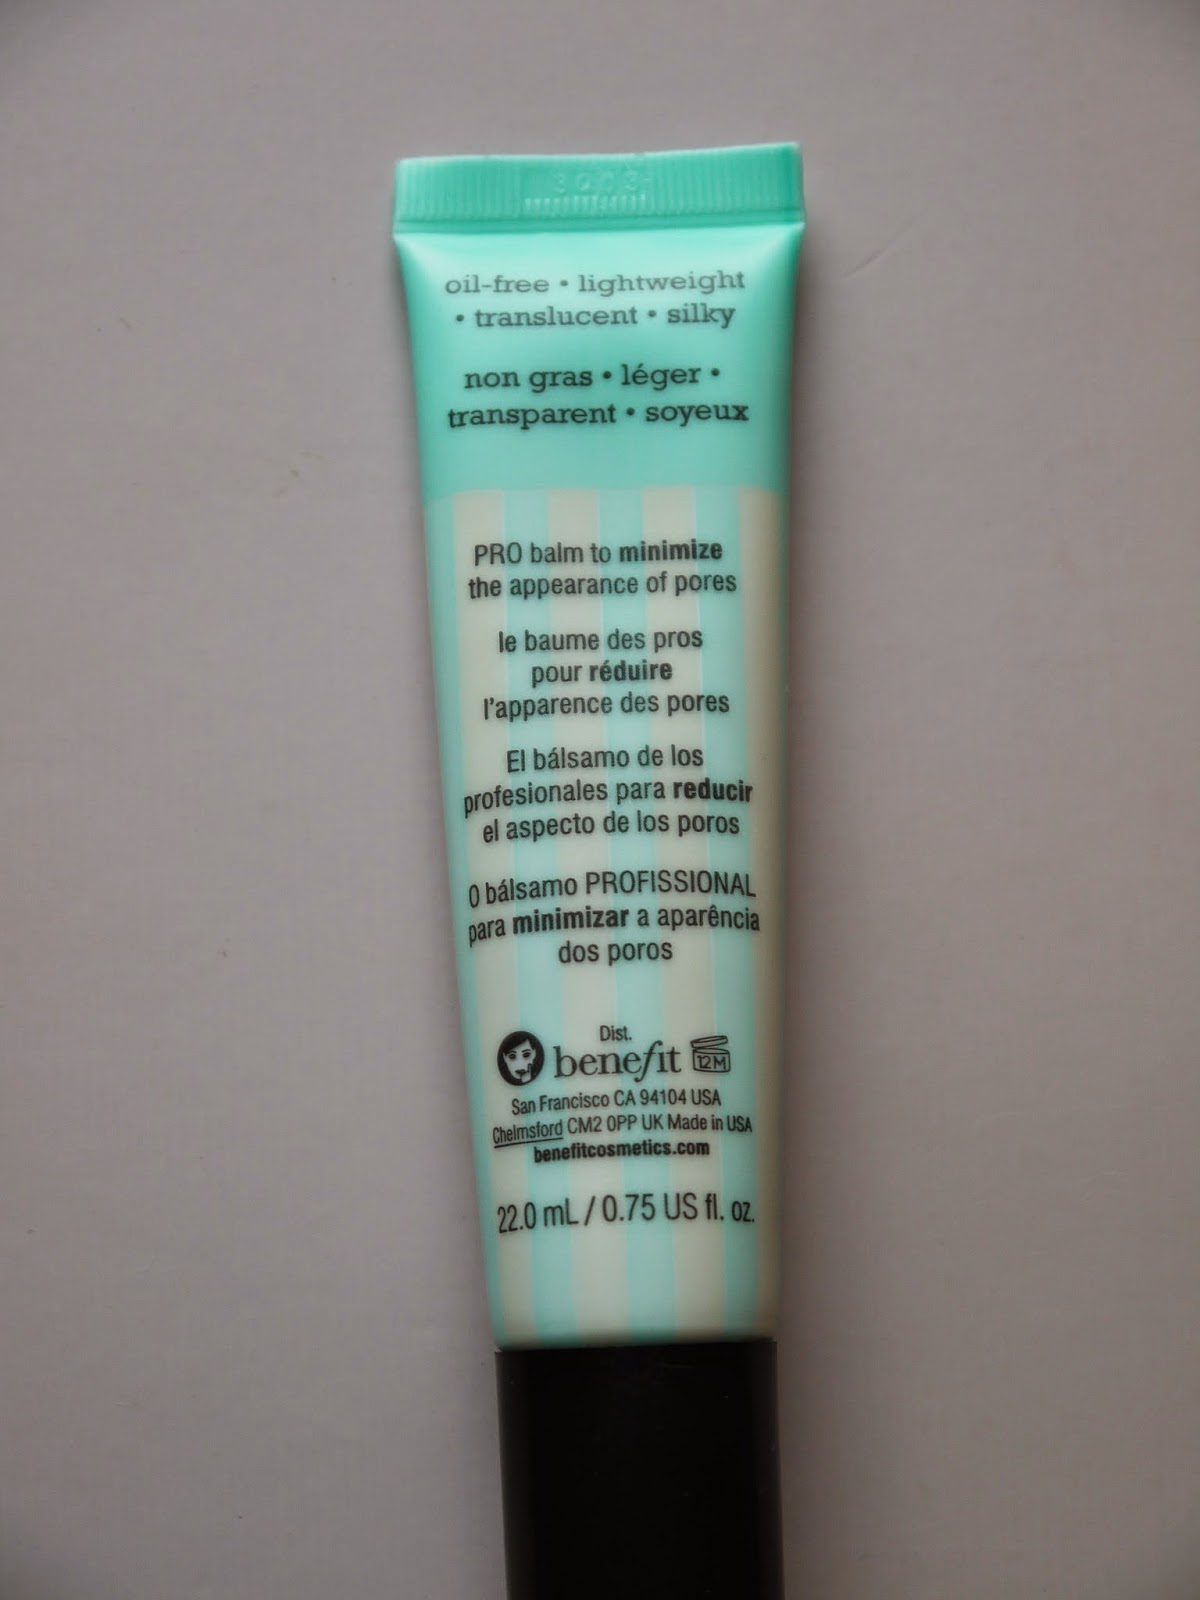 oil-free • lightweight
• translucent • silky
non gras • léger •
transparent • soyeux
PRO balm to minimize
the appearance of pores
le baume des pros
pour réduire
l'apparence des pores
El bálsamo de los
profesionales para reducir
el aspecto de los poros
O bálsamo PROFISSIONAL
para minimizar a aparência
dos poros
Dist.
benefit 12M
San Francisco CA 94104 USA
Chelmsford CM2 0PP UK Made in USA
benefitcosmetics.com
22.0 mL / 0.75 US fl. oz.